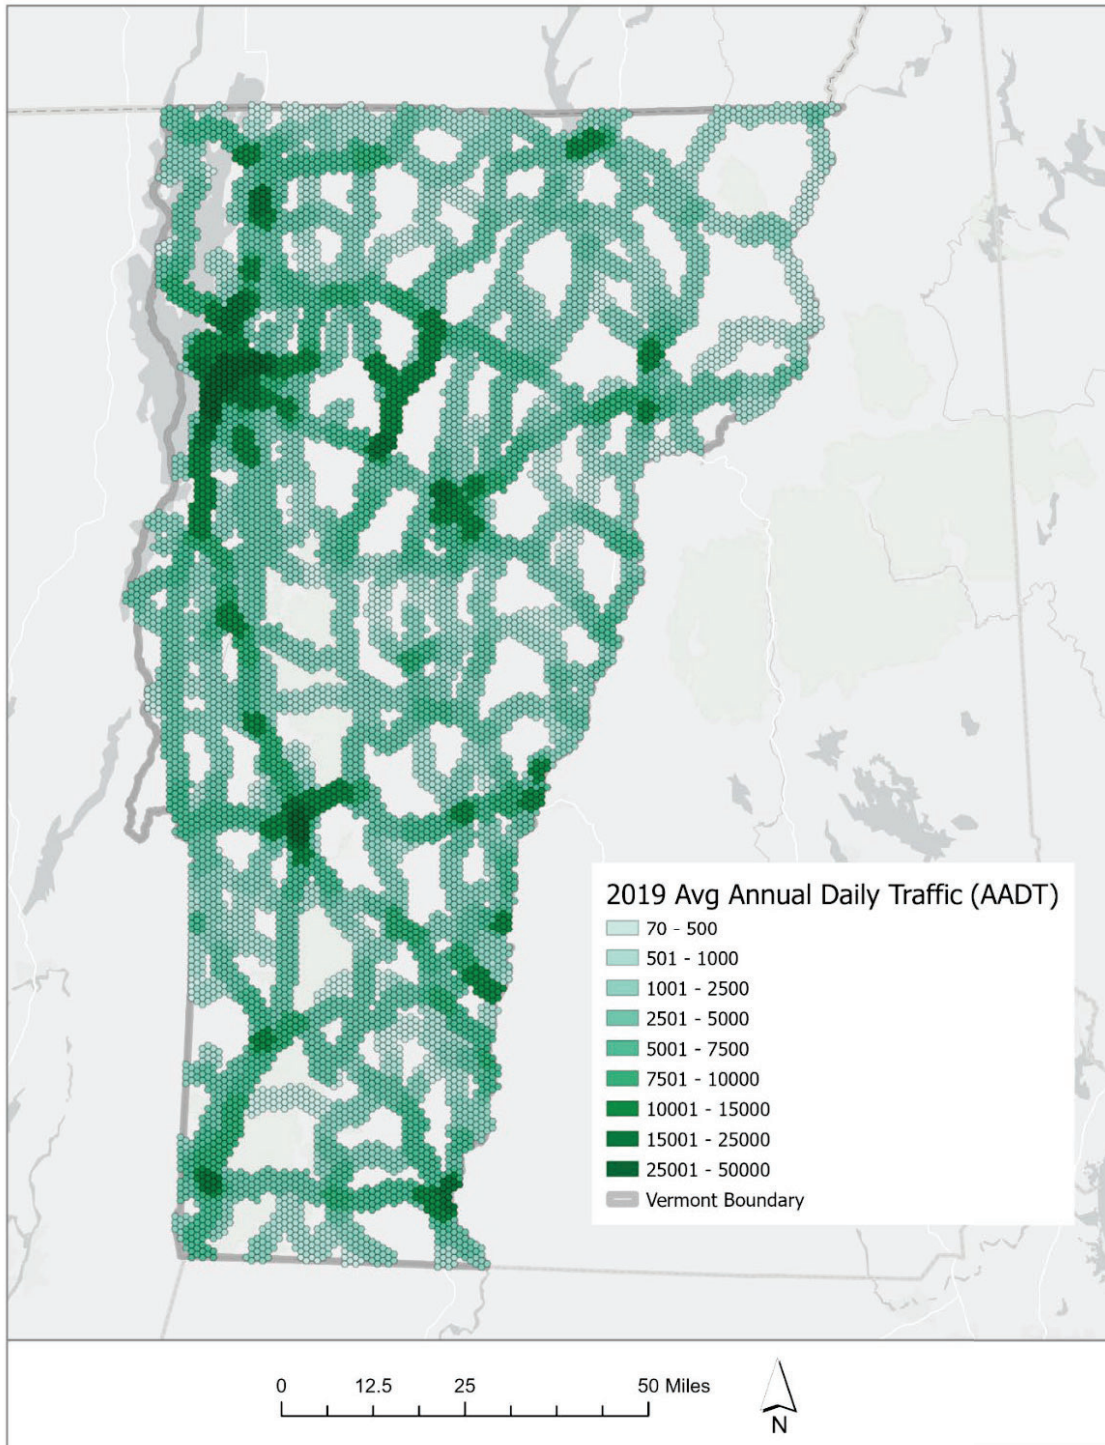 2019 Avg Annual Daily Traffic (AADT)
70 - 500
501 - 1000
1001 - 2500
2501 - 5000
5001 - 7500
7501 - 10000
10001 - 15000
15001 - 25000
25001 - 50000
Vermont Boundary
0 12.5 25 50 Miles
N